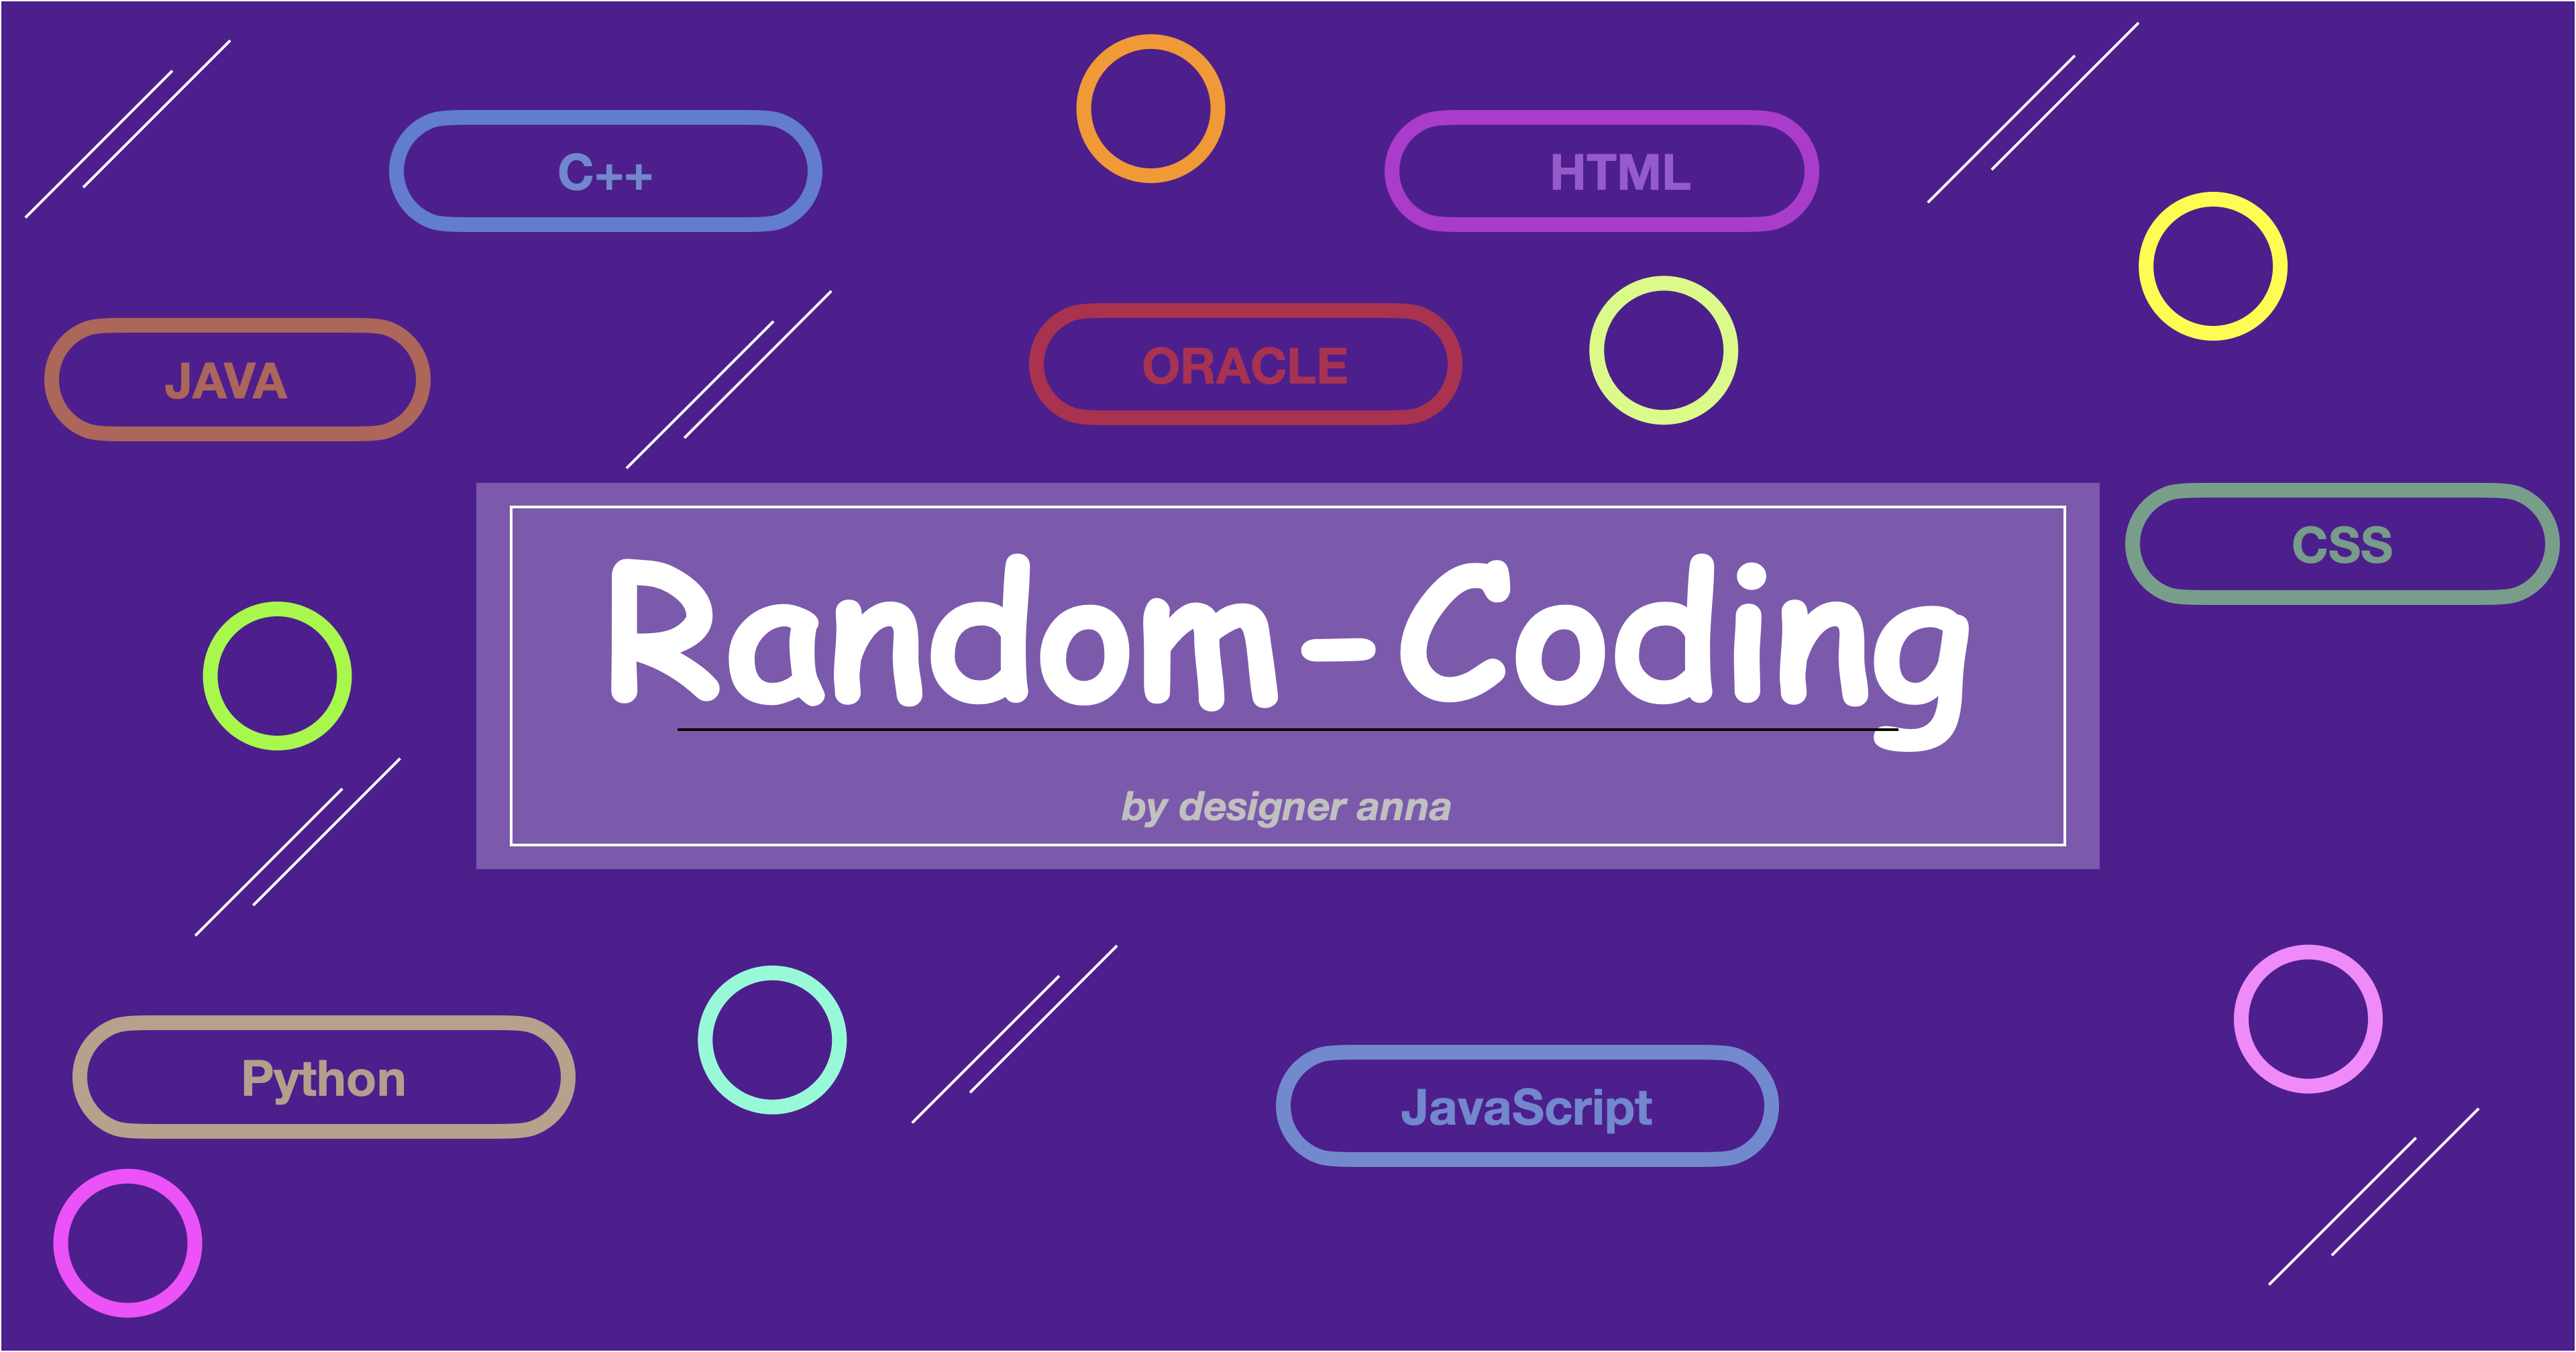 C++
HTML
JAVA
ORACLE
CSS
Random-Coding
by designer anna
Python
JavaScript